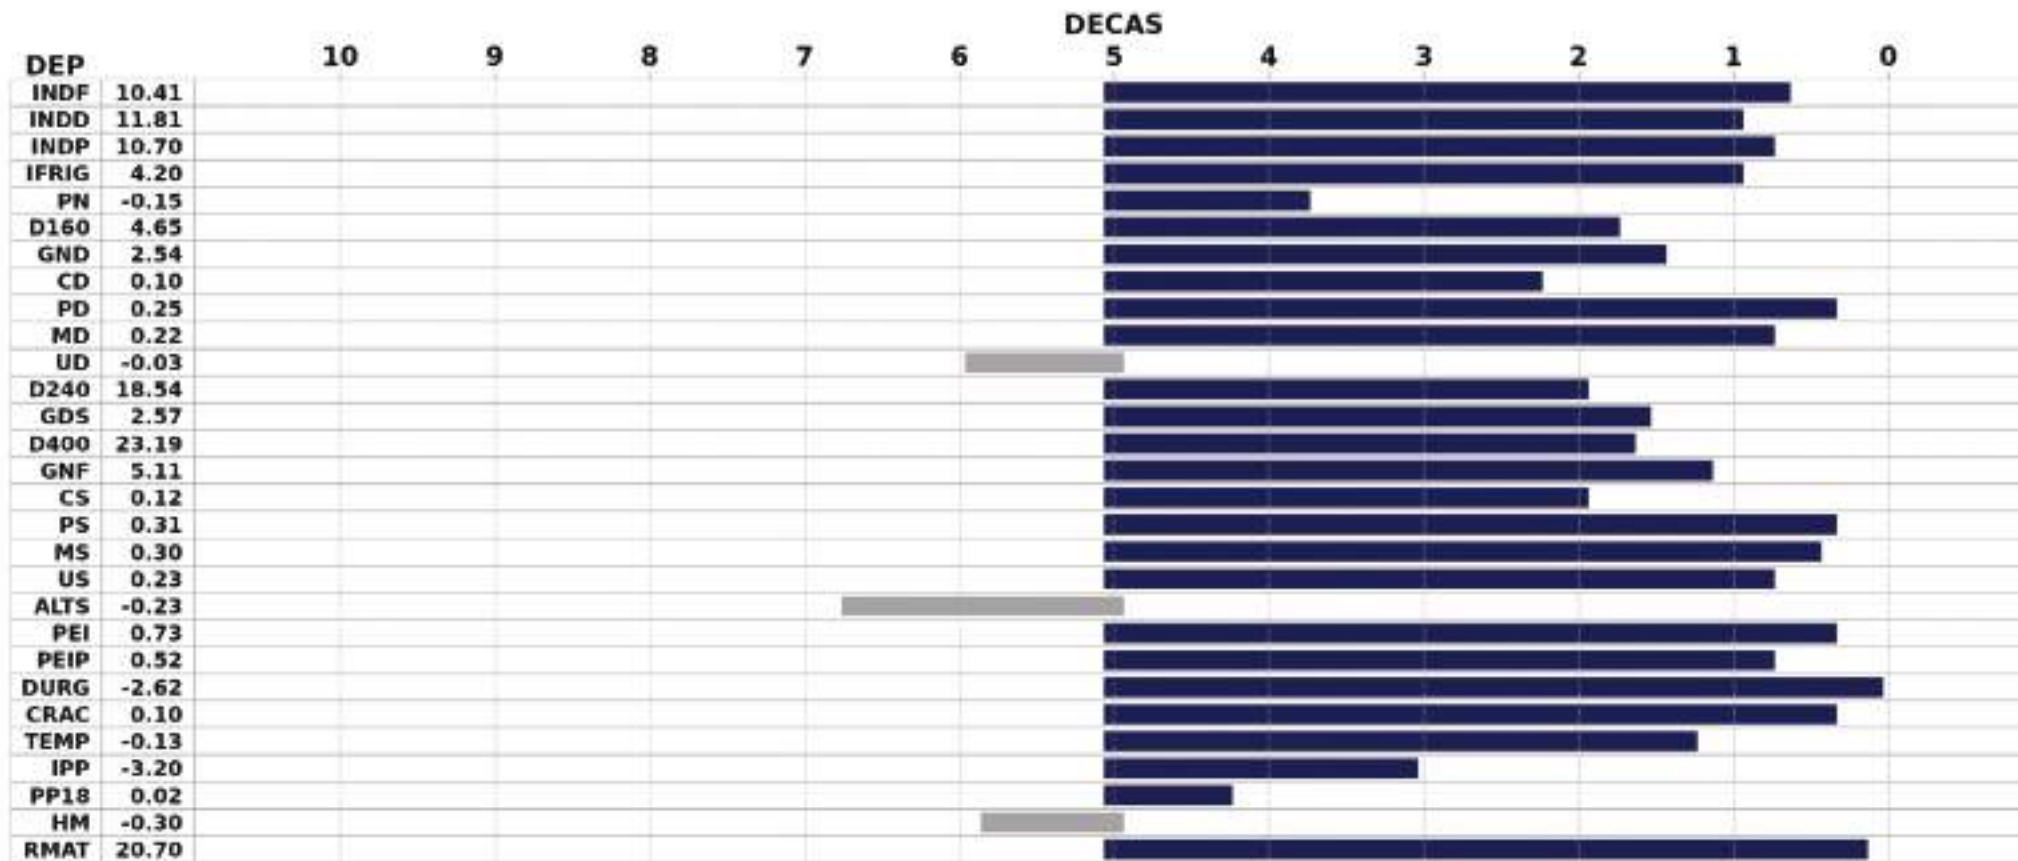 DECAS
DEP 10 9 8 7 6 5 4 3 2 1 0
INDF 10.41
INDD 11.81
INDP 10.70
IFRIG 4.20
PN -0.15
D160 4.65
GND 2.54
CD 0.10
PD 0.25
MD 0.22
UD -0.03
D240 18.54
GDS 2.57
D400 23.19
GNF 5.11
CS 0.12
PS 0.31
MS 0.30
US 0.23
ALTS -0.23
PEI 0.73
PEIP 0.52
DURG -2.62
CRAC 0.10
TEMP -0.13
IPP -3.20
PP18 0.02
HM -0.30
RMAT 20.70